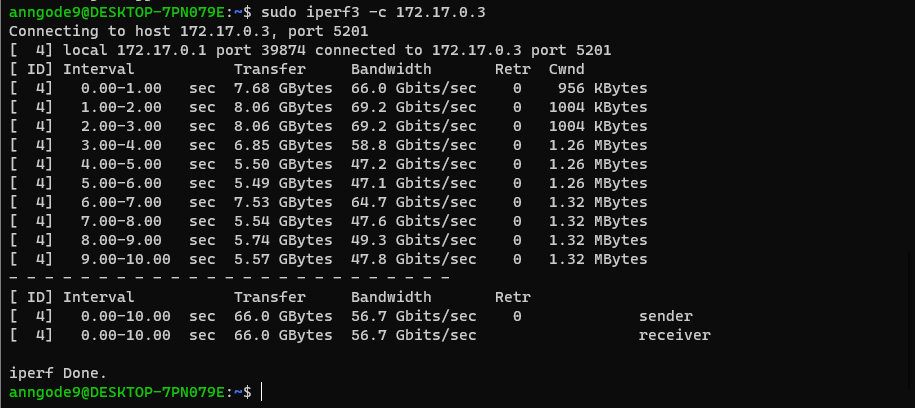 anngode9@DESKTOP-7PN079E:~$ sudo iperf3 -c 172.17.0.3
Connecting to host 172.17.0.3, port 5201
[  4] local 172.17.0.1 port 39874 connected to 172.17.0.3 port 5201
[ ID] Interval           Transfer     Bandwidth       Retr  Cwnd
[  4]   0.00-1.00   sec  7.68 GBytes  66.0 Gbits/sec    0    956 KBytes
[  4]   1.00-2.00   sec  8.06 GBytes  69.2 Gbits/sec    0   1004 KBytes
[  4]   2.00-3.00   sec  8.06 GBytes  69.2 Gbits/sec    0   1004 KBytes
[  4]   3.00-4.00   sec  6.85 GBytes  58.8 Gbits/sec    0   1.26 MBytes
[  4]   4.00-5.00   sec  5.50 GBytes  47.2 Gbits/sec    0   1.26 MBytes
[  4]   5.00-6.00   sec  5.49 GBytes  47.1 Gbits/sec    0   1.26 MBytes
[  4]   6.00-7.00   sec  7.53 GBytes  64.7 Gbits/sec    0   1.32 MBytes
[  4]   7.00-8.00   sec  5.54 GBytes  47.6 Gbits/sec    0   1.32 MBytes
[  4]   8.00-9.00   sec  5.74 GBytes  49.3 Gbits/sec    0   1.32 MBytes
[  4]   9.00-10.00  sec  5.57 GBytes  47.8 Gbits/sec    0   1.32 MBytes
- - - - - - - - - - - - - - - - - - - - - - - - -
[ ID] Interval           Transfer     Bandwidth       Retr
[  4]   0.00-10.00  sec  66.0 GBytes  56.7 Gbits/sec    0             sender
[  4]   0.00-10.00  sec  66.0 GBytes  56.7 Gbits/sec                  receiver
iperf Done.
anngode9@DESKTOP-7PN079E:~$